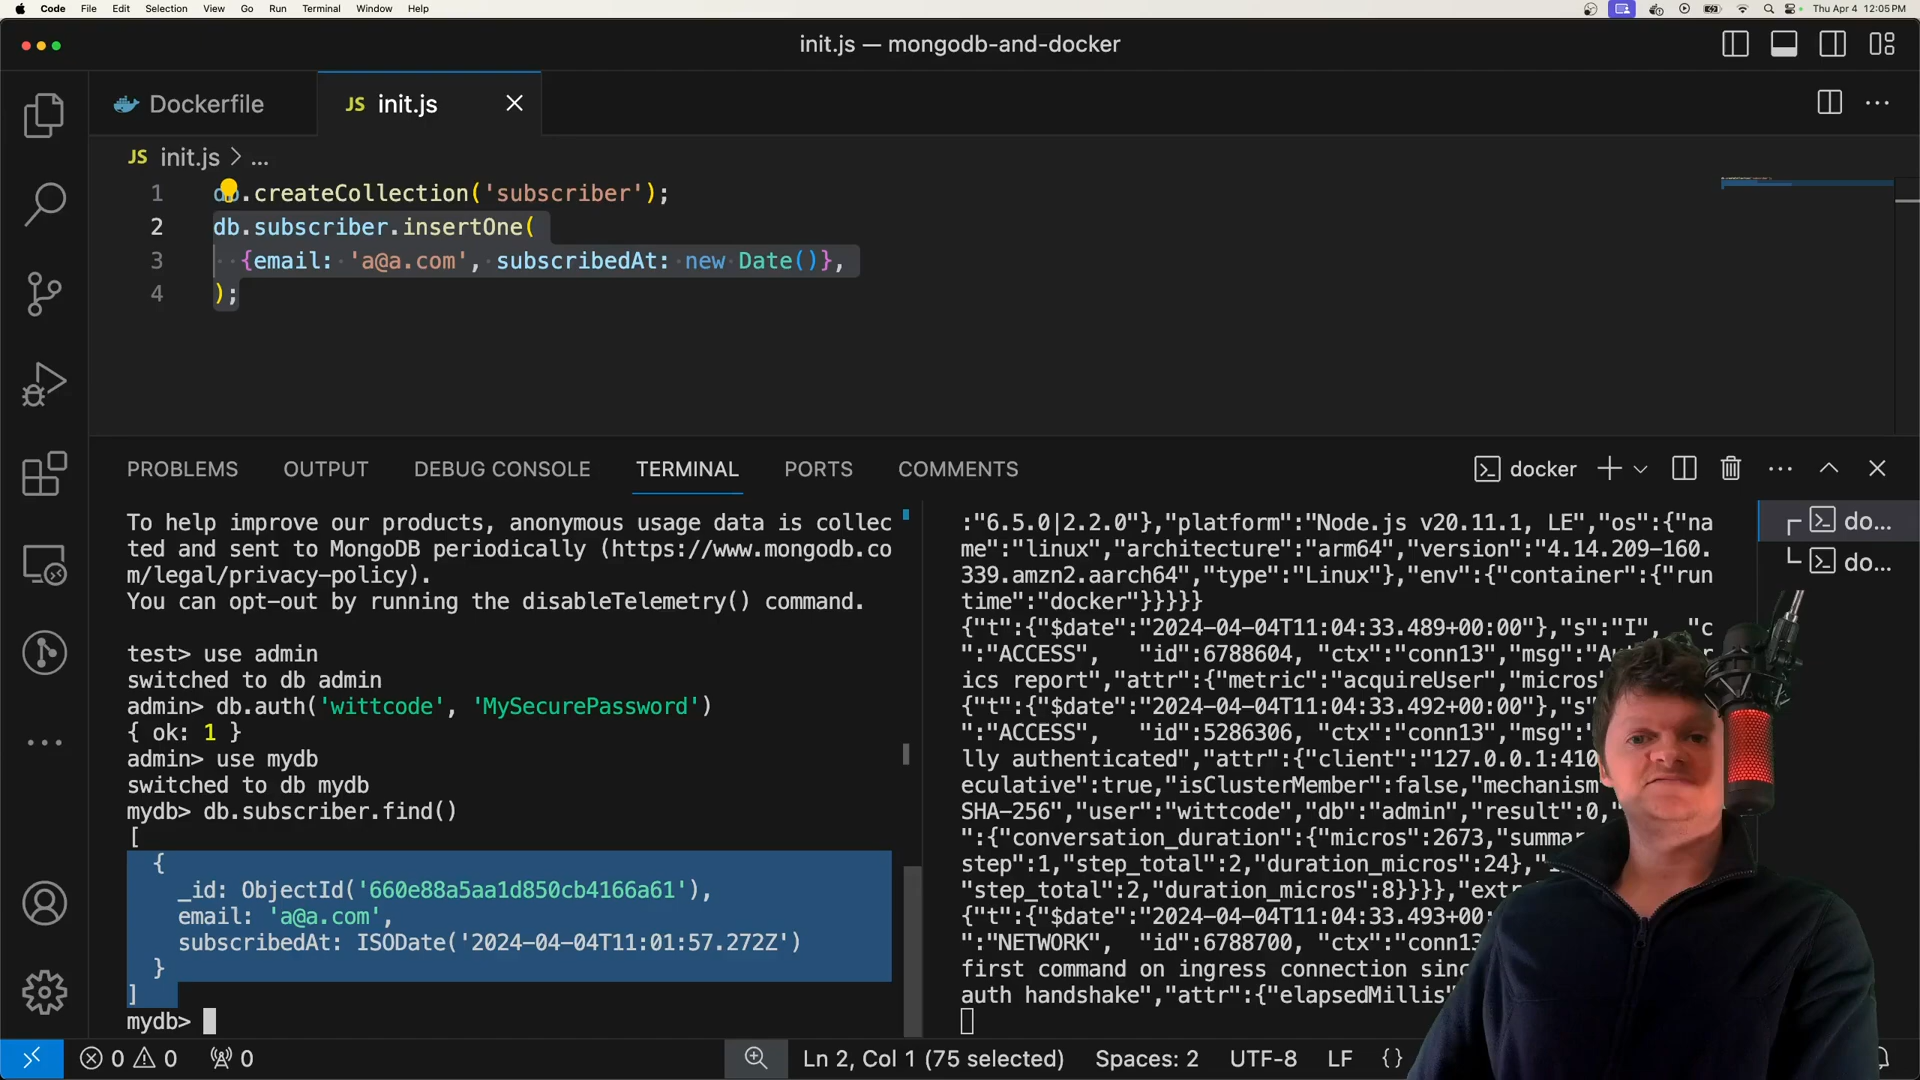 Code File Edit Selection View Go Run Terminal Window Help
Thu Apr 4 12:05 PM
init.js — mongodb-and-docker
Dockerfile
JS init.js
JS init.js > ...
1 db.createCollection('subscriber');
2 db.subscriber.insertOne(
3 {email: 'a@a.com', subscribedAt: new Date()},
4 );
PROBLEMS OUTPUT DEBUG CONSOLE TERMINAL PORTS COMMENTS
docker
To help improve our products, anonymous usage data is collec
ted and sent to MongoDB periodically (https://www.mongodb.co
m/legal/privacy-policy).
You can opt-out by running the disableTelemetry() command.
test> use admin
switched to db admin
admin> db.auth('wittcode', 'MySecurePassword')
{ ok: 1 }
admin> use mydb
switched to db mydb
mydb> db.subscriber.find()
[
{
_id: ObjectId('660e88a5aa1d850cb4166a61'),
email: 'a@a.com',
subscribedAt: ISODate('2024-04-04T11:01:57.272Z')
}
]
mydb>
:"6.5.0|2.2.0"},"platform":"Node.js v20.11.1, LE","os":{"na
me":"linux","architecture":"arm64","version":"4.14.209-160.
339.amzn2.aarch64","type":"Linux"},"env":{"container":{"run
time":"docker"}}}}}
{"t":{"$date":"2024-04-04T11:04:33.489+00:00"},"s":"I", "c
":"ACCESS", "id":6788604, "ctx":"conn13","msg":"Au
ics report","attr":{"metric":"acquireUser","micros"
{"t":{"$date":"2024-04-04T11:04:33.492+00:00"},"s"
":"ACCESS", "id":5286306, "ctx":"conn13","msg":"
lly authenticated","attr":{"client":"127.0.0.1:410
eculative":true,"isClusterMember":false,"mechanism
SHA-256","user":"wittcode","db":"admin","result":0,
":{"conversation_duration":{"micros":2673,"summar
step":1,"step_total":2,"duration_micros":24},
"step_total":2,"duration_micros":8}}}},"extr
{"t":{"$date":"2024-04-04T11:04:33.493+00:
":"NETWORK", "id":6788700, "ctx":"conn13
first command on ingress connection sinc
auth handshake","attr":{"elapsedMillis"
do...
do...
0 0 0
Ln 2, Col 1 (75 selected) Spaces: 2 UTF-8 LF {}